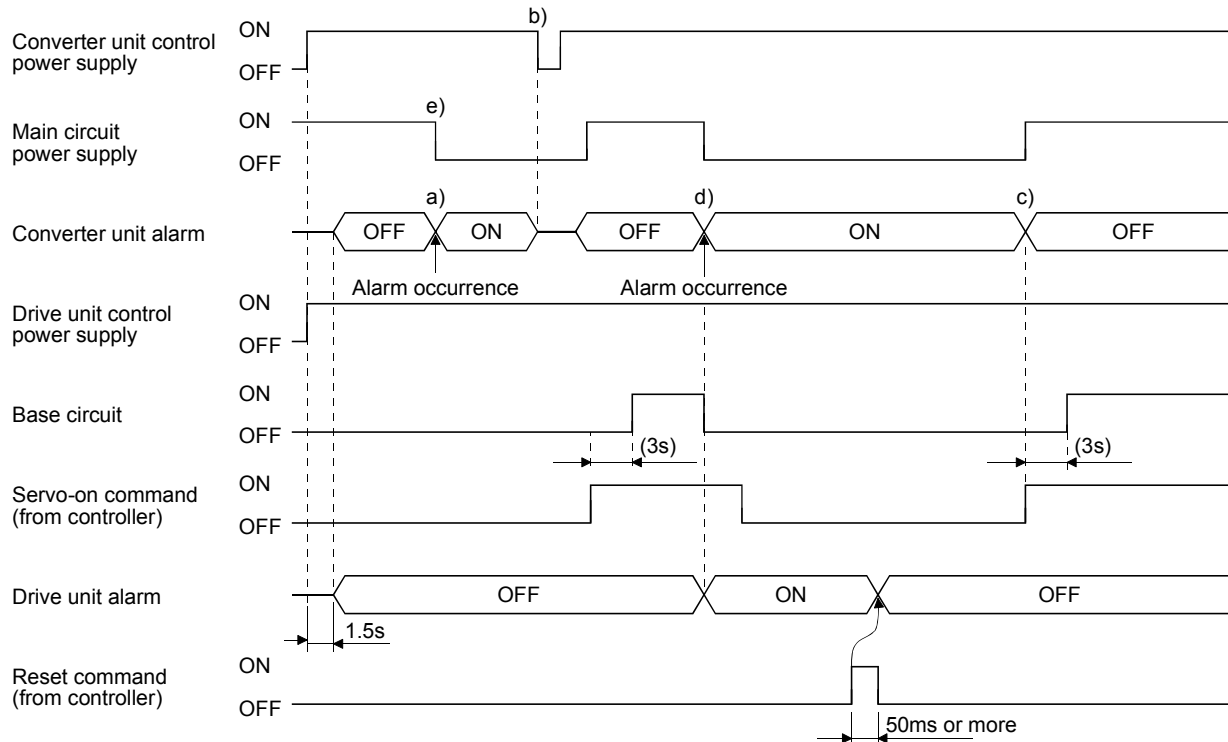 b)
Converter unit control
power supply
ON
OFF
e)
Main circuit
power supply
ON
OFF
a)
d)
c)
Converter unit alarm
OFF
ON
OFF
ON
OFF
Alarm occurrence
Alarm occurrence
Drive unit control
power supply
ON
OFF
Base circuit
ON
OFF
(3s)
(3s)
Servo-on command
(from controller)
ON
OFF
Drive unit alarm
OFF
ON
OFF
1.5s
Reset command
(from controller)
ON
OFF
50ms or more